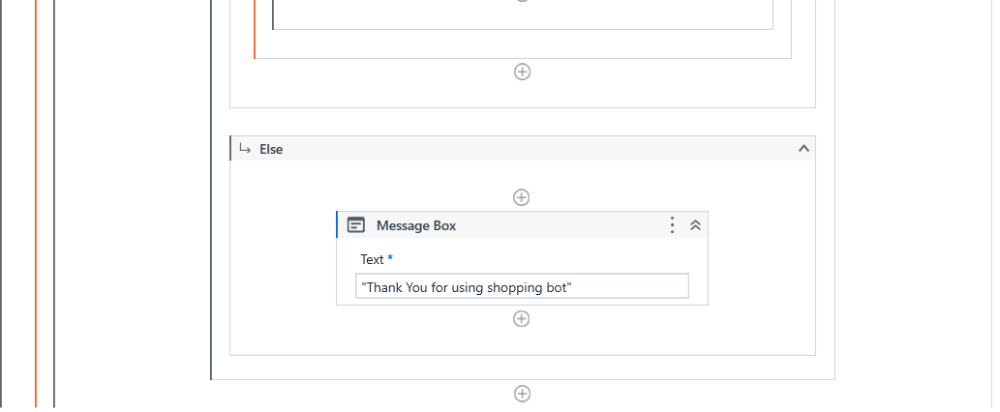 Else
Message Box
Text *
"Thank You for using shopping bot"